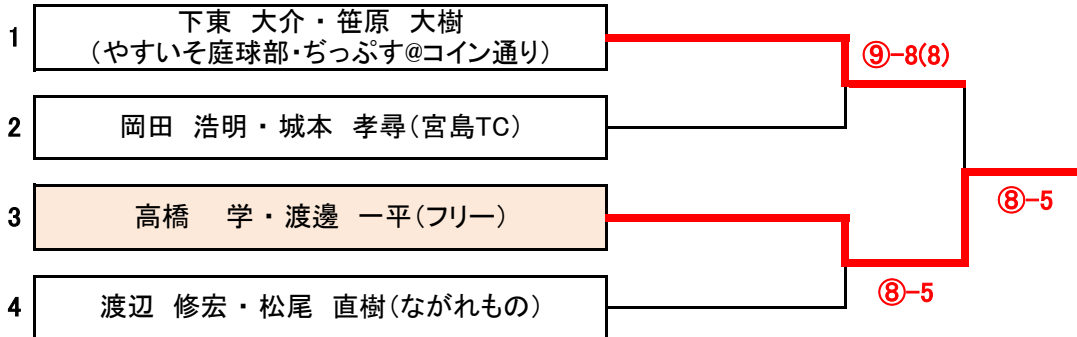 1
下東 大介・笹原 大樹
(やすいそ庭球部・ぢっぷす@コイン通り)
⑨-8(8)
2
岡田 浩明・城本 孝尋(宮島TC)
⑧-5
3
高橋 学・渡邊 一平(フリー)
⑧-5
4
渡辺 修宏・松尾 直樹(ながれもの)